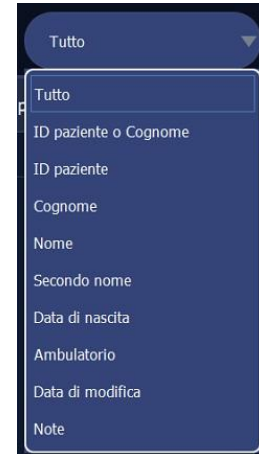 Tutto
Tutto
ID paziente o Cognome
ID paziente
Cognome
Nome
Secondo nome
Data di nascita
Ambulatorio
Data di modifica
Note